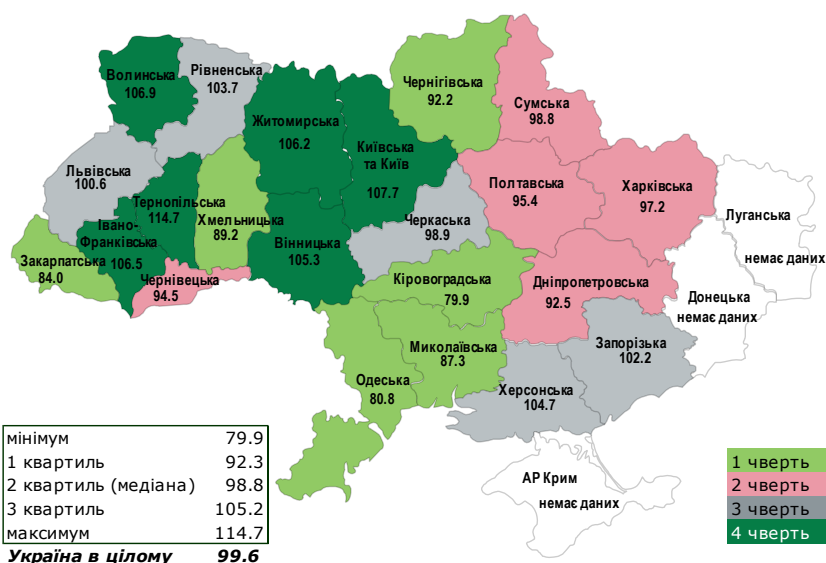 Волинська
106.9
Рівненська
103.7
Чернігівська
92.2
Сумська
98.8
Житомирська
106.2
Київська
та Київ
107.7
Львівська
100.6
Тернопільська
114.7
Хмельницька
89.2
Полтавська
95.4
Харківська
97.2
Луганська
немає даних
Івано-
Франківська
106.5
Закарпатська
84.0
Чернівецька
94.5
Вінницька
105.3
Черкаська
98.9
Кіровоградська
79.9
Дніпропетровська
92.5
Донецька
немає даних
Запорізька
102.2
Миколаївська
87.3
Одеська
80.8
Херсонська
104.7
АР Крим
немає даних
мінімум 79.9
1 квартиль 92.3
2 квартиль (медіана) 98.8
3 квартиль 105.2
максимум 114.7
Україна в цілому 99.6
1 чверть
2 чверть
3 чверть
4 чверть